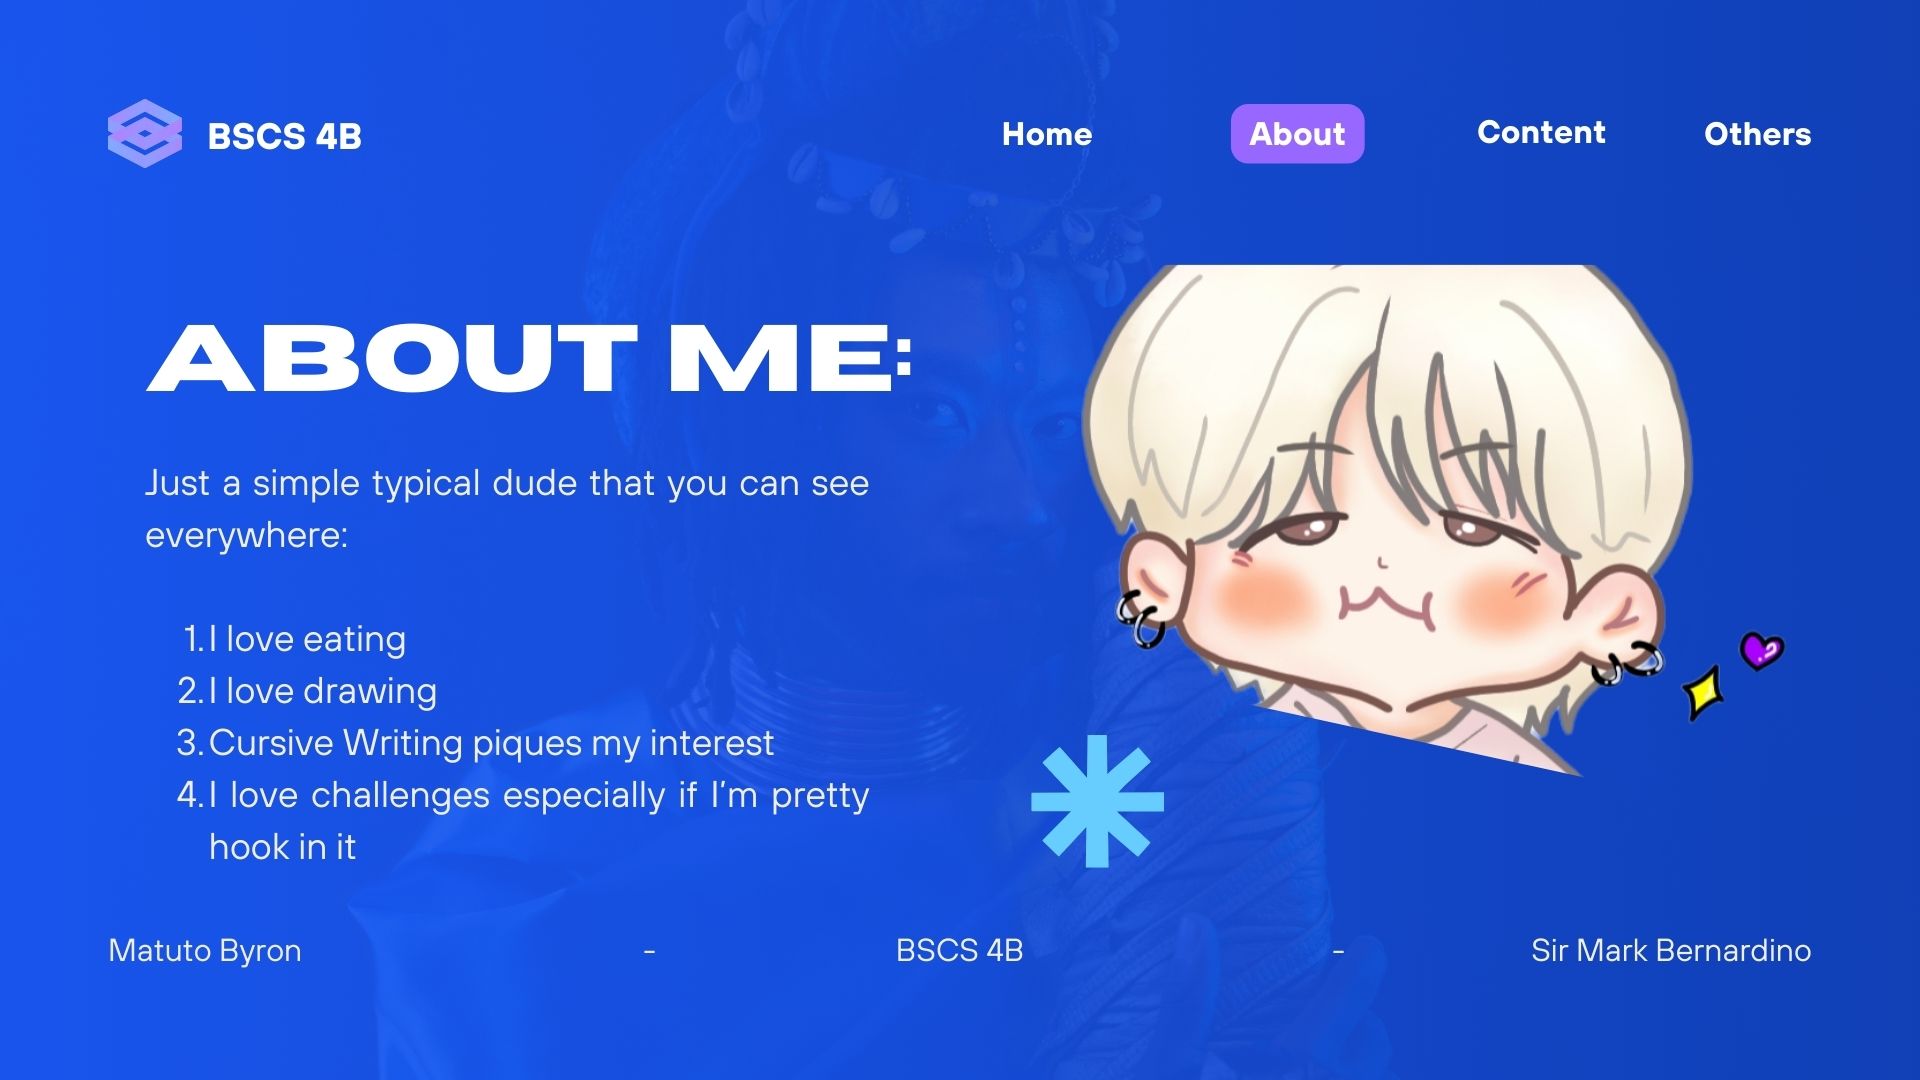 BSCS 4B
Home
About
Content
Others
ABOUT ME:
Just a simple typical dude that you can see
everywhere:
1. I love eating
2. I love drawing
3. Cursive Writing piques my interest
4. I love challenges especially if I'm pretty
hook in it
Matuto Byron
-
BSCS 4B
-
Sir Mark Bernardino